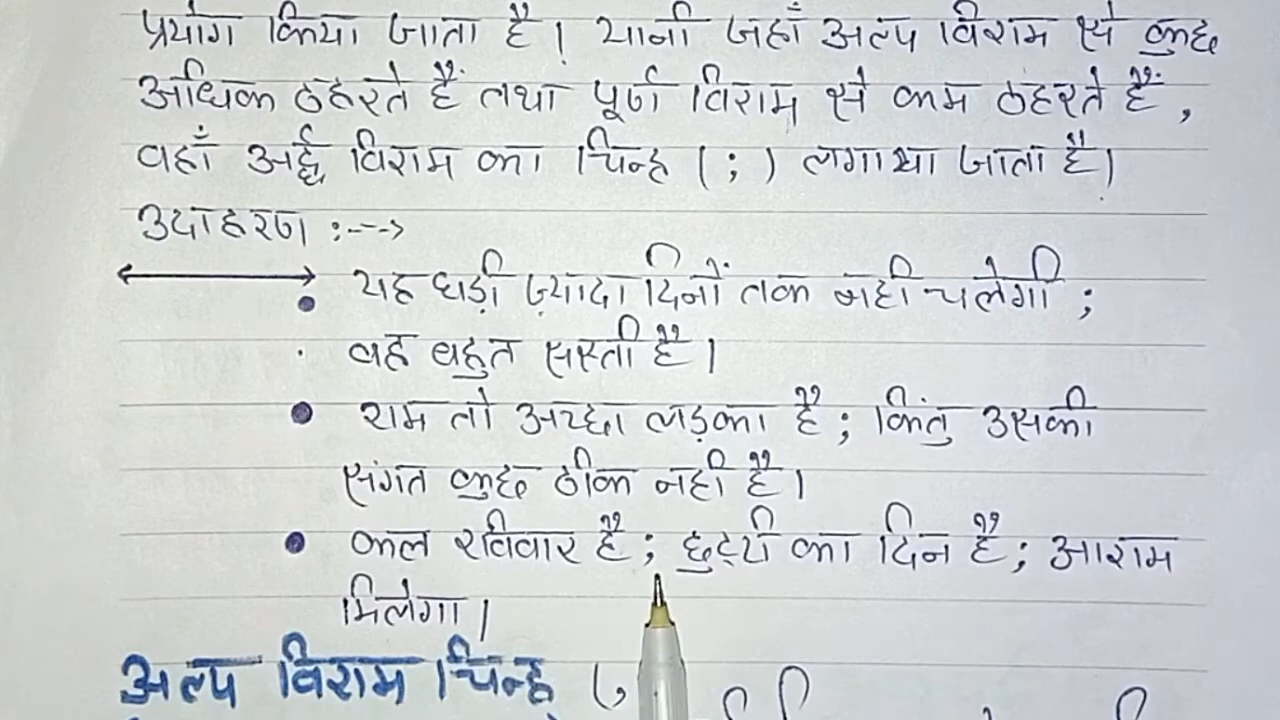 प्रयोग किया जाता है। यानी जहाँ अल्प विराम से कुछ
अधिक ठहरते हैं तथा पूर्ण विराम से कम ठहरते हैं,
वहाँ अर्द्ध विराम का चिन्ह (;) लगाया जाता है।
उदाहरण :-->
• यह घड़ी ज़्यादा दिनों तक नही चलेगी ;
वह बहुत सस्ती है।
• राम तो अच्छा लड़का है ; किंतु उसकी
संगत कुछ ठीक नही है।
• कल रविवार है ; छुट्टी का दिन है ; आराम
मिलेगा।
अल्प विराम चिन्ह (,